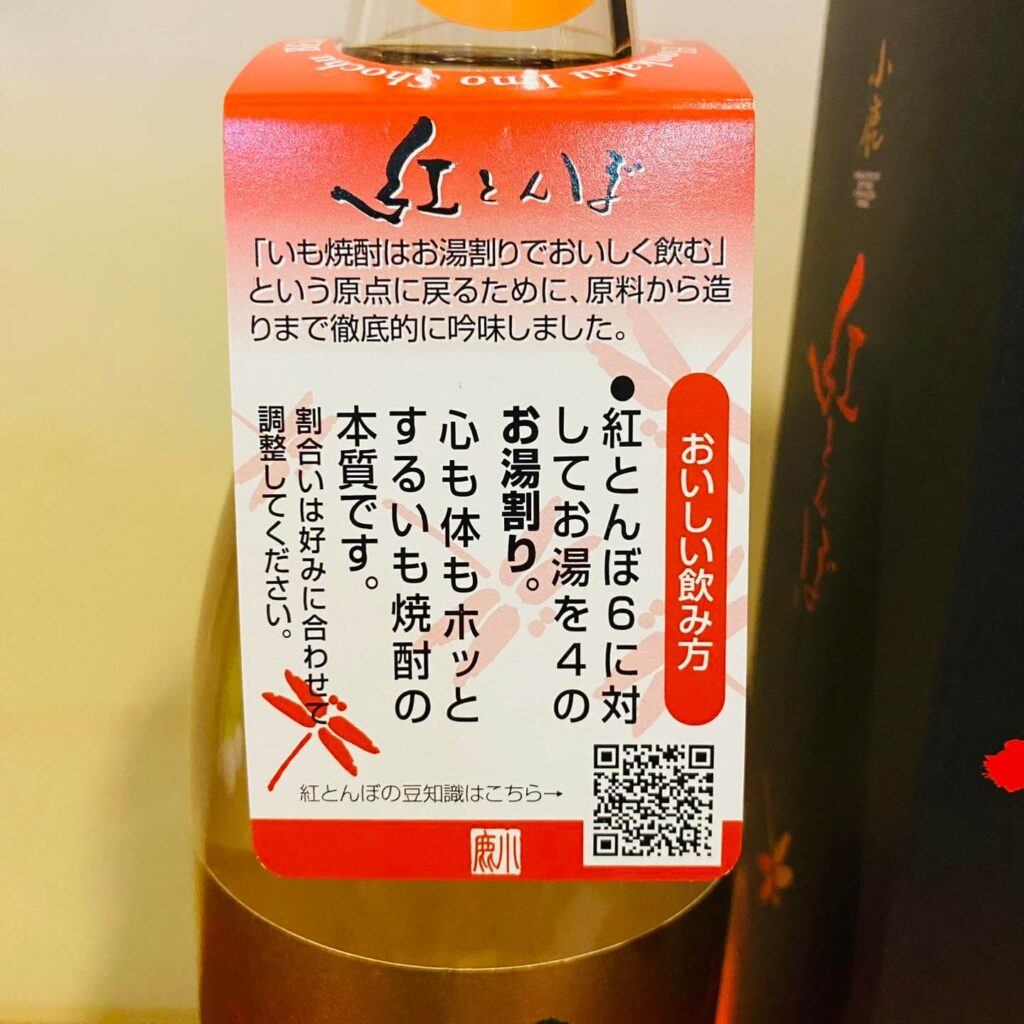 Honkaku Imo Shochu
紅とんぼ
「いも焼酎はお湯割りでおいしく飲む」
という原点に戻るために、原料から造
りまで徹底的に吟味しました。
おいしい飲み方
●紅とんぼ6に対
してお湯を4の
お湯割り。
心も体もホッと
するいも焼酎の
本質です。
割合いは好みに合わせて
調整してください。
紅とんぼの豆知識はこちら→
小鹿
小鹿
紅とんぼ